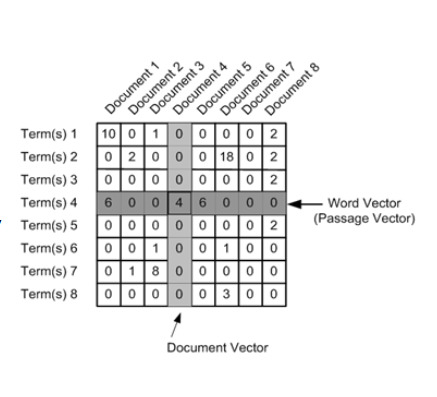 Document 1
Document 2
Document 3
Document 4
Document 5
Document 6
Document 7
Document 8
Term(s) 1 10 0 1 0 0 0 0 2
Term(s) 2 0 2 0 0 0 18 0 2
Term(s) 3 0 0 0 0 0 0 0 2
Term(s) 4 6 0 0 4 6 0 0 0
Word Vector
(Passage Vector)
Term(s) 5 0 0 0 0 0 0 0 2
Term(s) 6 0 0 1 0 0 1 0 0
Term(s) 7 0 1 8 0 0 0 0 0
Term(s) 8 0 0 0 0 0 3 0 0
Document Vector